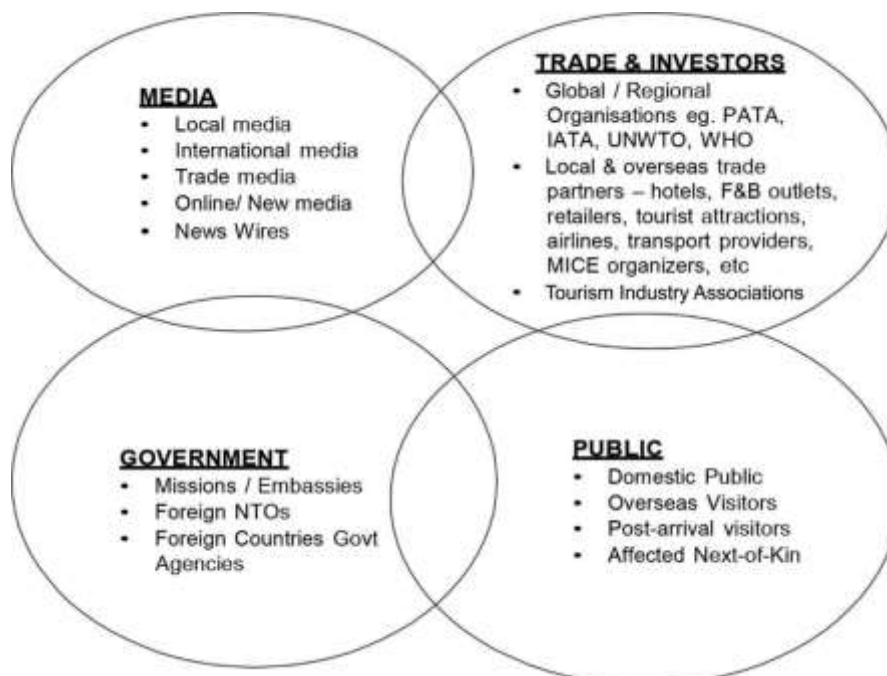 MEDIA
• Local media
• International media
• Trade media
• Online/ New media
• News Wires
TRADE & INVESTORS
• Global / Regional
Organisations eg. PATA,
IATA, UNWTO, WHO
• Local & overseas trade
partners – hotels, F&B outlets,
retailers, tourist attractions,
airlines, transport providers,
MICE organizers, etc
• Tourism Industry Associations
GOVERNMENT
• Missions / Embassies
• Foreign NTOs
• Foreign Countries Govt
Agencies
PUBLIC
• Domestic Public
• Overseas Visitors
• Post-arrival visitors
• Affected Next-of-Kin